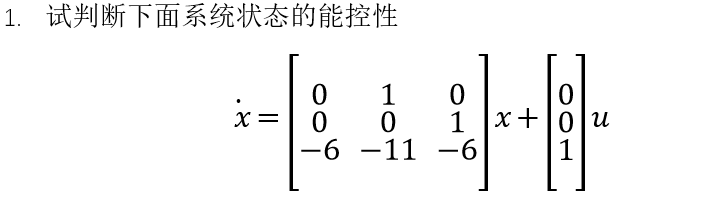 1. 试判断下面系统状态的能控性
ẋ = [0 1 0; 0 0 1; −6 −11 −6] x + [0; 0; 1] u